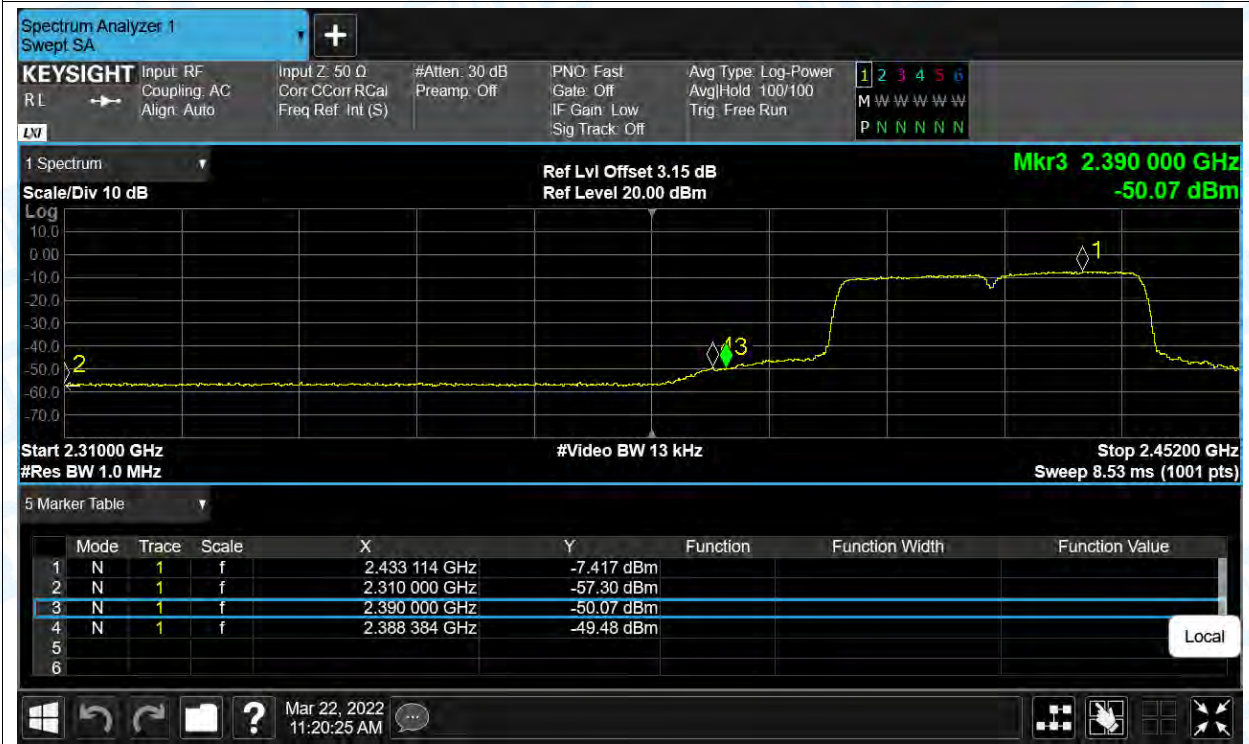 Spectrum Analyzer 1
Swept SA
+
KEYSIGHT Input: RF Input Z: 50 Ω #Atten: 30 dB PNO: Fast Avg Type: Log-Power 1 2 3 4 5 6
R L Coupling: AC Corr CCorr RCal Preamp: Off Gate: Off Avg|Hold: 100/100 M W W W W W
Align: Auto Freq Ref: Int (S) IF Gain: Low Trig: Free Run
LXI Sig Track: Off P N N N N N
1 Spectrum Ref Lvl Offset 3.15 dB Mkr3 2.390 000 GHz
Scale/Div 10 dB Ref Level 20.00 dBm -50.07 dBm
Log
10.0
0.00 1
-10.0
-20.0
-30.0
-40.0 3
-50.0 2
-60.0
-70.0
Start 2.31000 GHz #Video BW 13 kHz Stop 2.45200 GHz
#Res BW 1.0 MHz Sweep 8.53 ms (1001 pts)
5 Marker Table
Mode Trace Scale X Y Function Function Width Function Value
1 N 1 f 2.433 114 GHz -7.417 dBm
2 N 1 f 2.310 000 GHz -57.30 dBm
3 N 1 f 2.390 000 GHz -50.07 dBm
4 N 1 f 2.388 384 GHz -49.48 dBm
5
6
Local
? Mar 22, 2022
11:20:25 AM